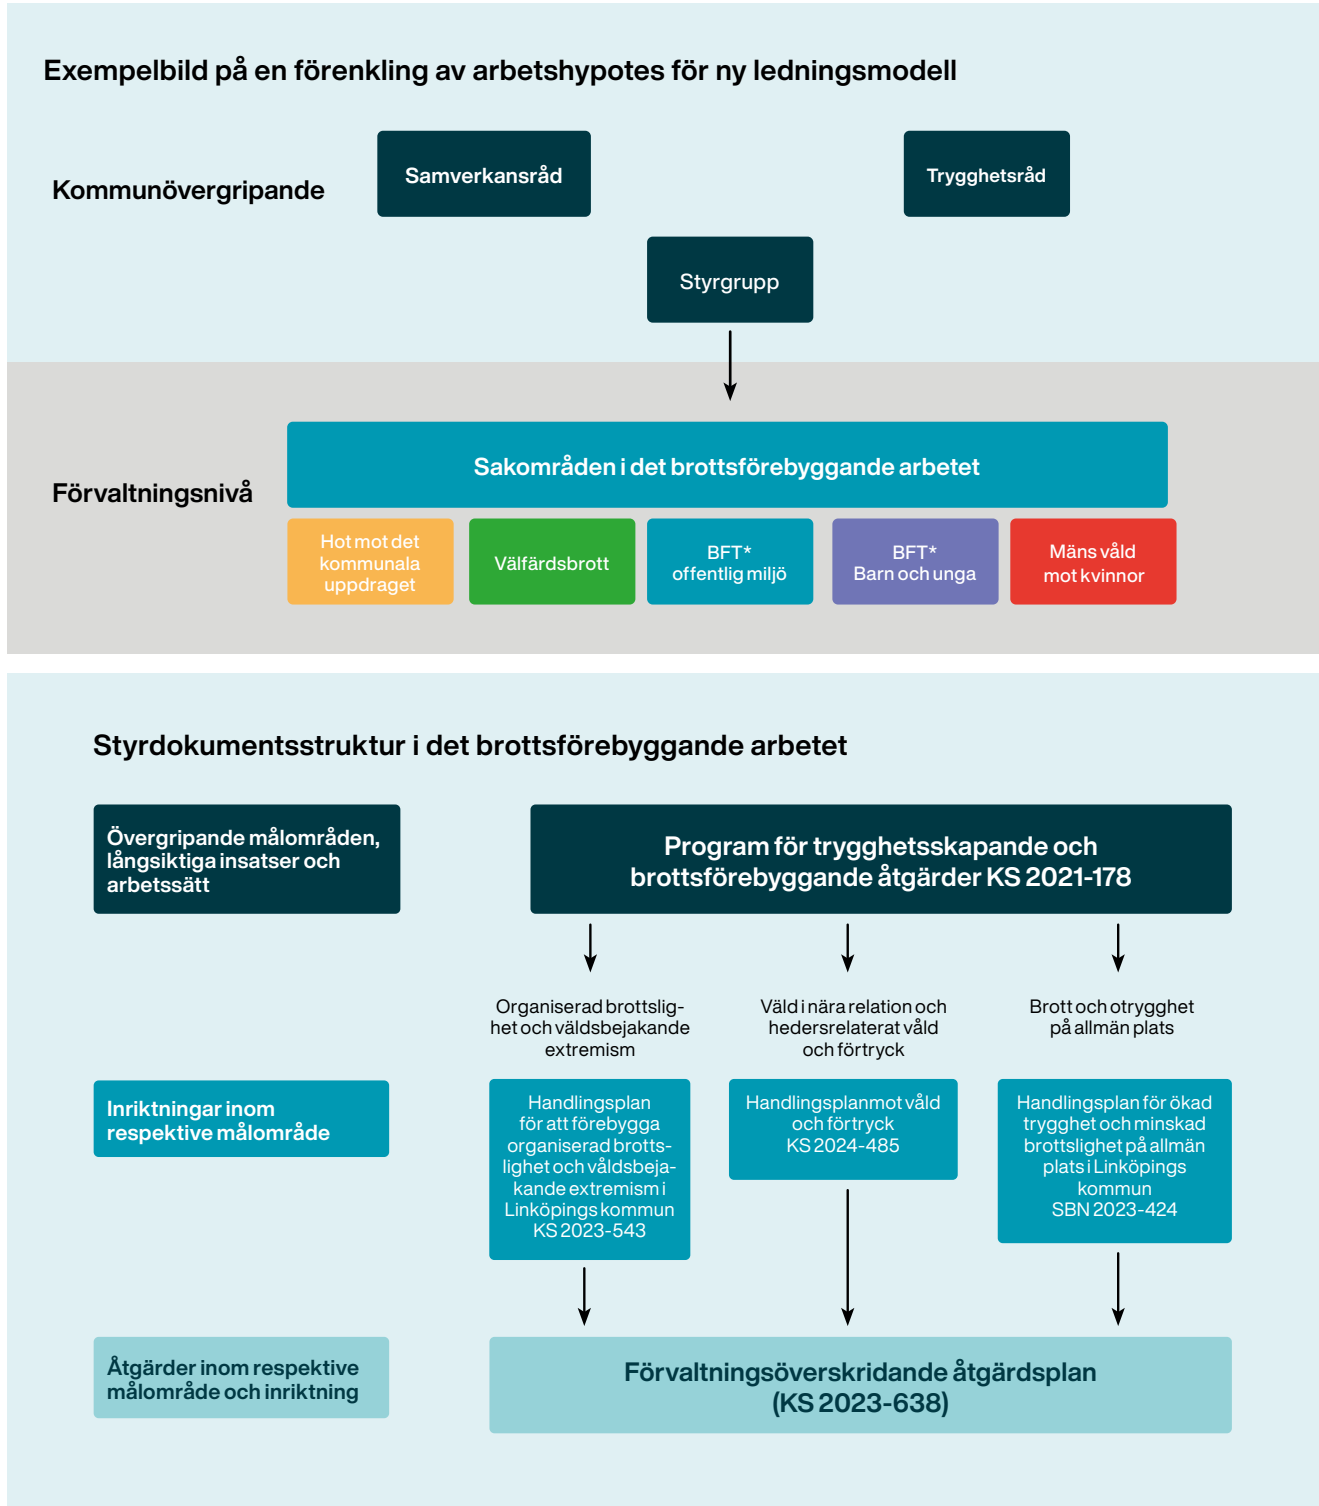 Exempelbild på en förenkling av arbetshypotes för ny ledningsmodell
Kommunövergripande
Samverkansråd
Trygghetsråd
Styrgrupp
Förvaltningsnivå
Sakområden i det brottsförebyggande arbetet
Hot mot det
kommunala
uppdraget
Välfärdsbrott
BFT*
offentlig miljö
BFT*
Barn och unga
Mäns våld
mot kvinnor
Styrdokumentsstruktur i det brottsförebyggande arbetet
Övergripande målområden,
långsiktiga insatser och
arbetssätt
Program för trygghetsskapande och
brottsförebyggande åtgärder KS 2021-178
Organiserad brottslig-
het och väldsbejakande
extremism
Väld i nära relation och
hedersrelaterat våld
och förtryck
Brott och otrygghet
på allmän plats
Inriktningar inom
respektive målområde
Handlingsplan
för att förebygga
organiserad brotts-
lighet och våldsbeja-
kande extremism i
Linköpings kommun
KS 2023-543
Handlingsplanmot våld
och förtryck
KS 2024-485
Handlingsplan för ökad
trygghet och minskad
brottslighet på allmän
plats i Linköpings
kommun
SBN 2023-424
Åtgärder inom respektive
målområde och inriktning
Förvaltningsöverskridande åtgärdsplan
(KS 2023-638)